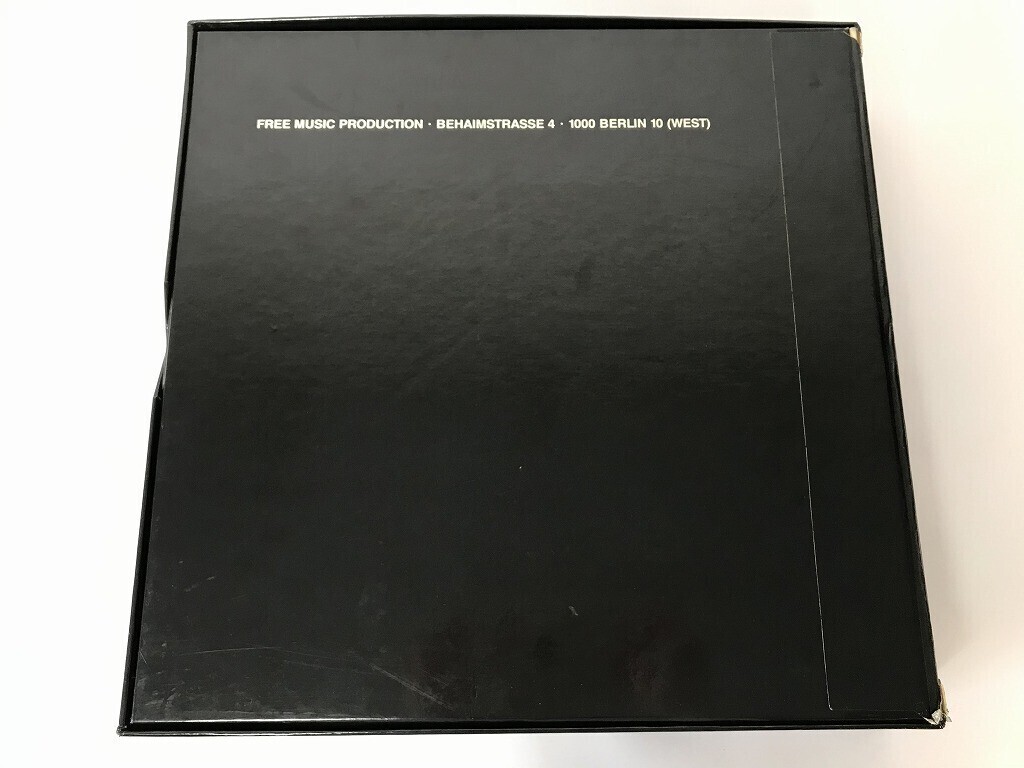 FREE MUSIC PRODUCTION · BEHAIMSTRASSE 4 · 1000 BERLIN 10 (WEST)